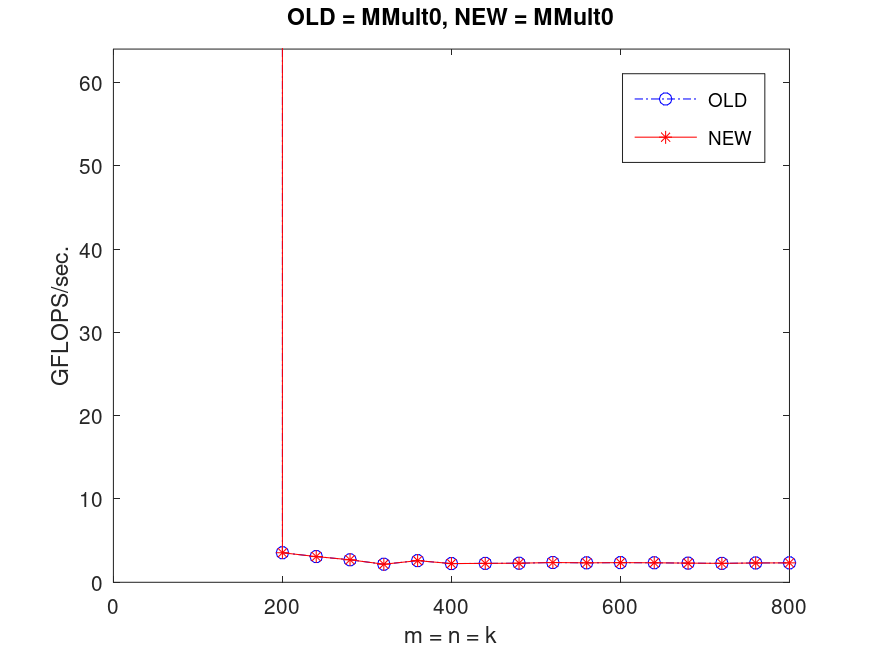 OLD = MMult0, NEW = MMult0
60
50
40
30
20
10
0
GFLOPS/sec.
OLD
NEW
0
200
400
600
800
m = n = k